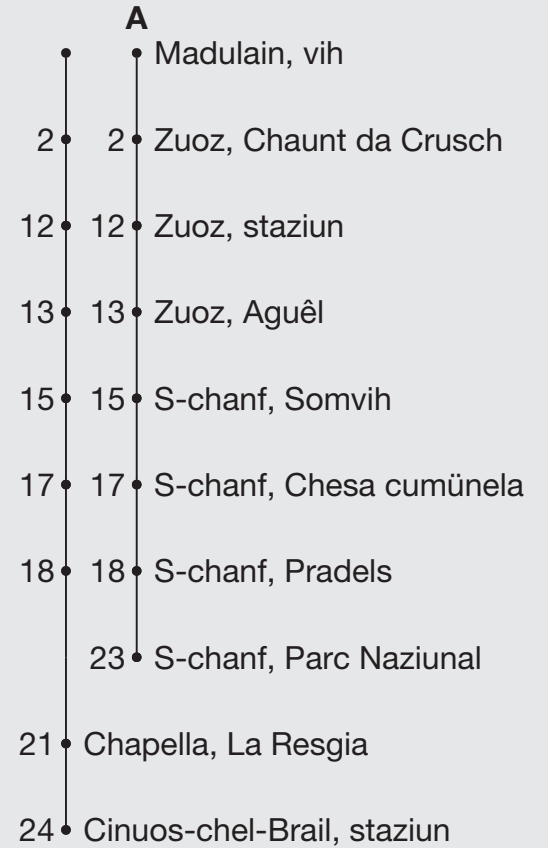 A
Madulain, vih
2 2 Zuoz, Chaunt da Crusch
12 12 Zuoz, staziun
13 13 Zuoz, Aguêl
15 15 S-chanf, Somvih
17 17 S-chanf, Chesa cumünela
18 18 S-chanf, Pradels
23 S-chanf, Parc Naziunal
21 Chapella, La Resgia
24 Cinuos-chel-Brail, staziun